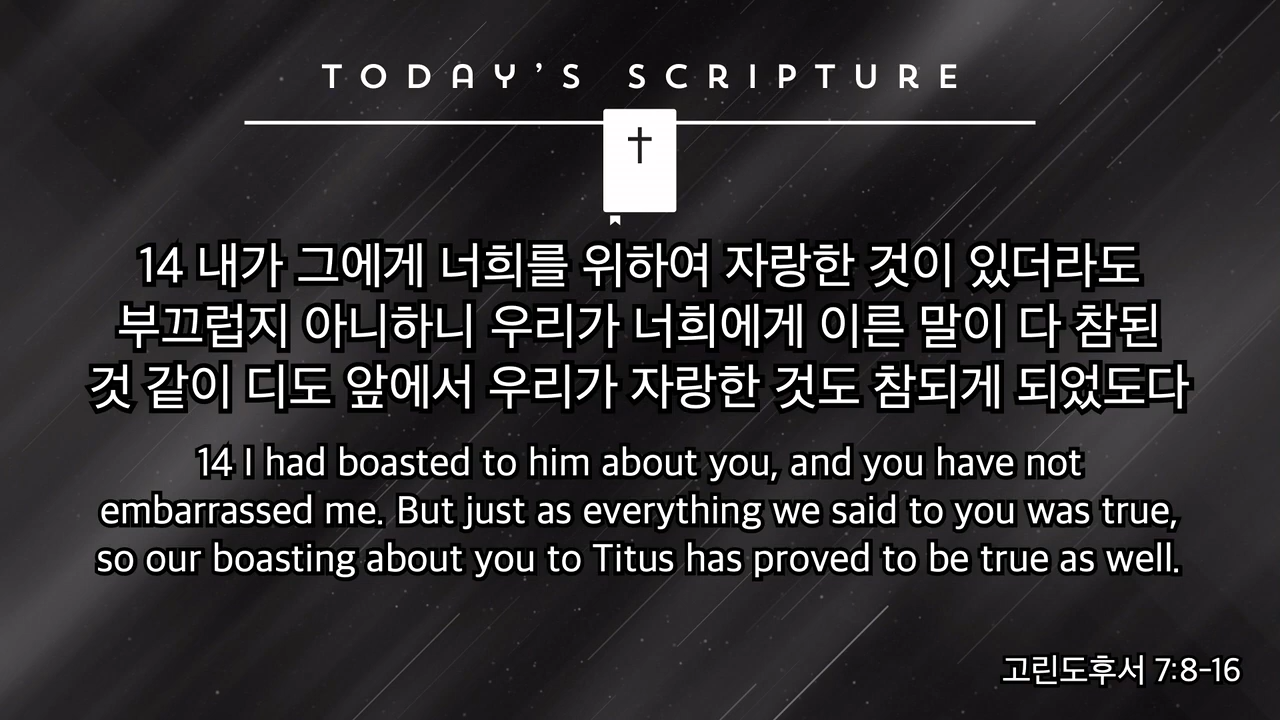 TODAY'S SCRIPTURE
14 내가 그에게 너희를 위하여 자랑한 것이 있더라도
부끄럽지 아니하니 우리가 너희에게 이른 말이 다 참된
것 같이 디도 앞에서 우리가 자랑한 것도 참되게 되었도다
14 I had boasted to him about you, and you have not
embarrassed me. But just as everything we said to you was true,
so our boasting about you to Titus has proved to be true as well.
고린도후서 7:8-16